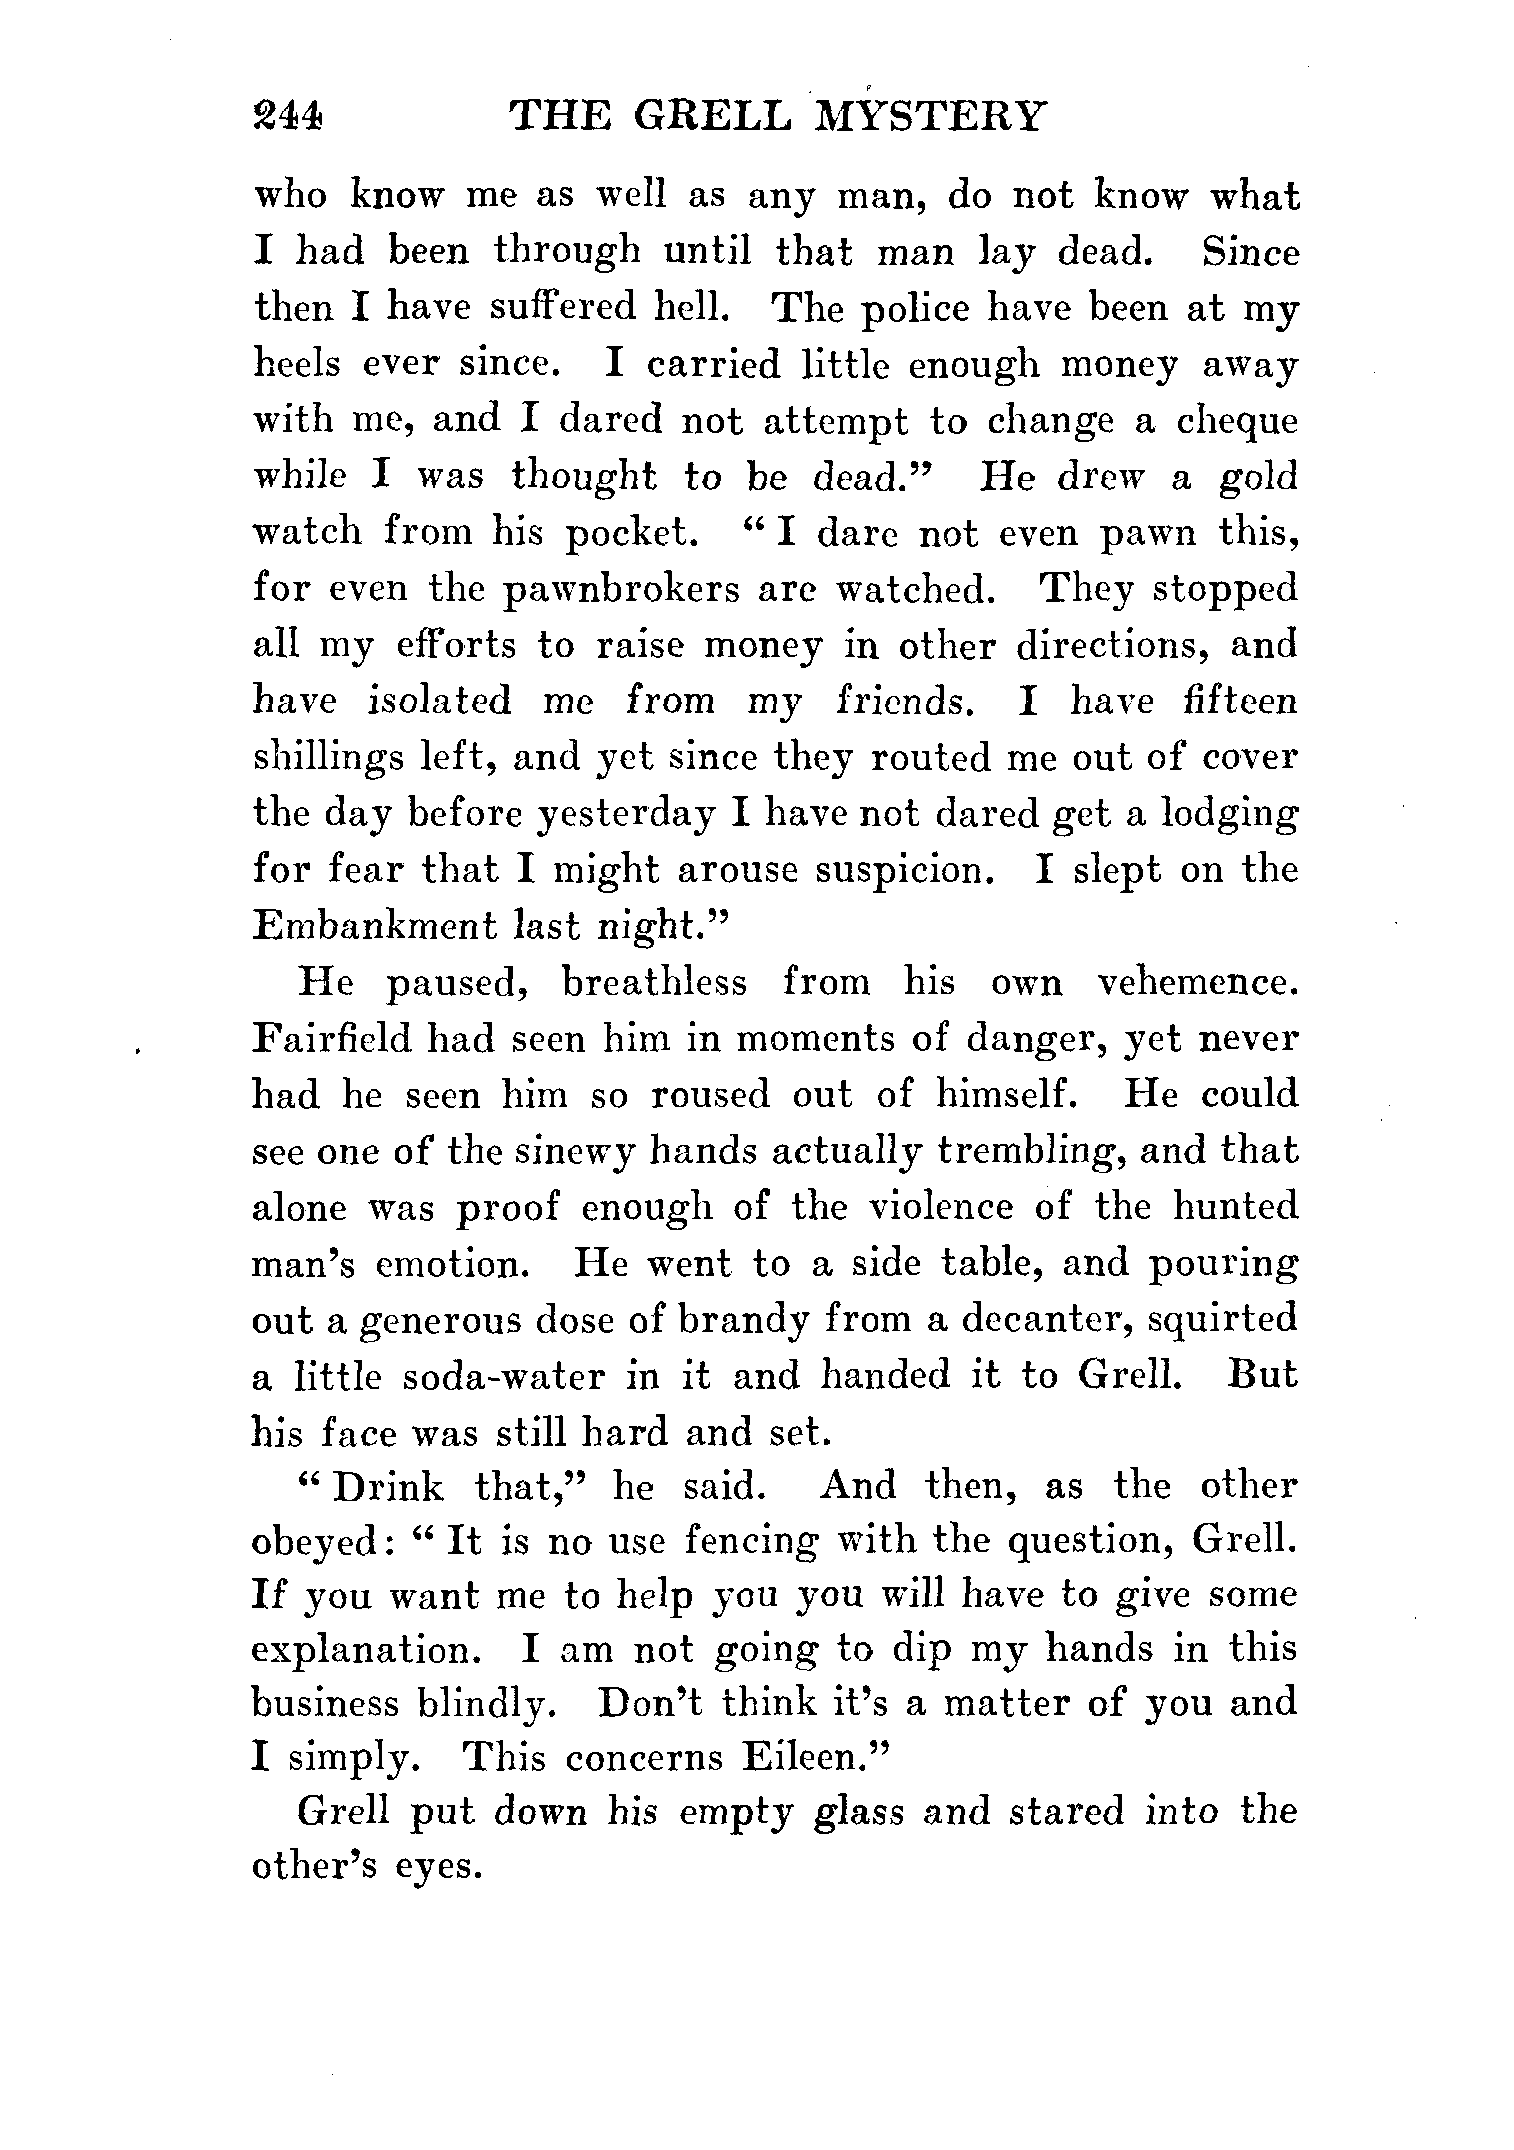 244 THE GRELL MYSTERY
who know me as well as any man, do not know what
I had been through until that man lay dead. Since
then I have suffered hell. The police have been at my
heels ever since. I carried little enough money away
with me, and I dared not attempt to change a cheque
while I was thought to be dead.” He drew a gold
watch from his pocket. “ I dare not even pawn this,
for even the pawnbrokers are watched. They stopped
all my efforts to raise money in other directions, and
have isolated me from my friends. I have fifteen
shillings left, and yet since they routed me out of cover
the day before yesterday I have not dared get a lodging
for fear that I might arouse suspicion. I slept on the
Embankment last night.”
He paused, breathless from his own vehemence.
Fairfield had seen him in moments of danger, yet never
had he seen him so roused out of himself. He could
see one of the sinewy hands actually trembling, and that
alone was proof enough of the violence of the hunted
man’s emotion. He went to a side table, and pouring
out a generous dose of brandy from a decanter, squirted
a little soda-water in it and handed it to Grell. But
his face was still hard and set.
“ Drink that,” he said. And then, as the other
obeyed: “ It is no use fencing with the question, Grell.
If you want me to help you you will have to give some
explanation. I am not going to dip my hands in this
business blindly. Don’t think it’s a matter of you and
I simply. This concerns Eileen.”
Grell put down his empty glass and stared into the
other’s eyes.